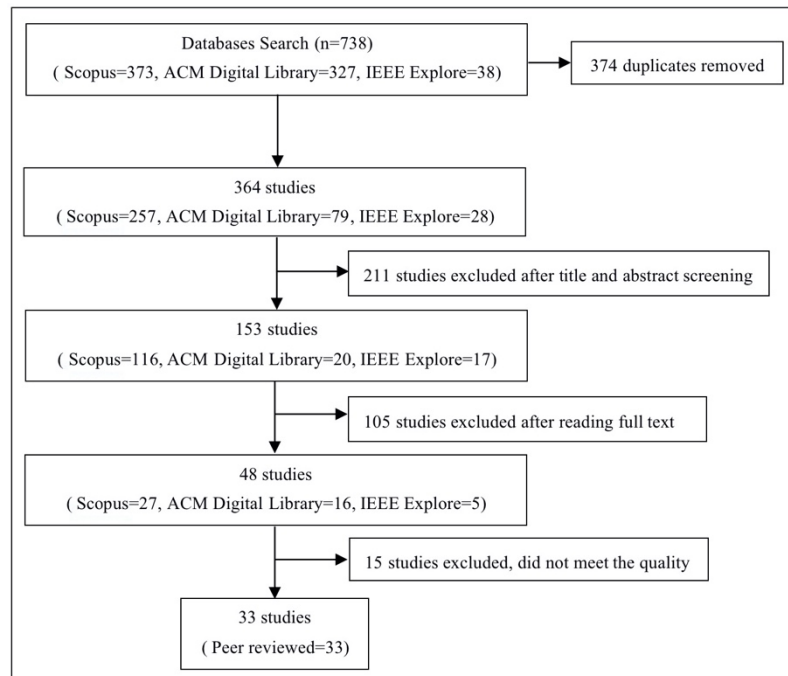 Databases Search (n=738)
( Scopus=373, ACM Digital Library=327, IEEE Explore=38)
374 duplicates removed
364 studies
( Scopus=257, ACM Digital Library=79, IEEE Explore=28)
211 studies excluded after title and abstract screening
153 studies
( Scopus=116, ACM Digital Library=20, IEEE Explore=17)
105 studies excluded after reading full text
48 studies
( Scopus=27, ACM Digital Library=16, IEEE Explore=5)
15 studies excluded, did not meet the quality
33 studies
( Peer reviewed=33)